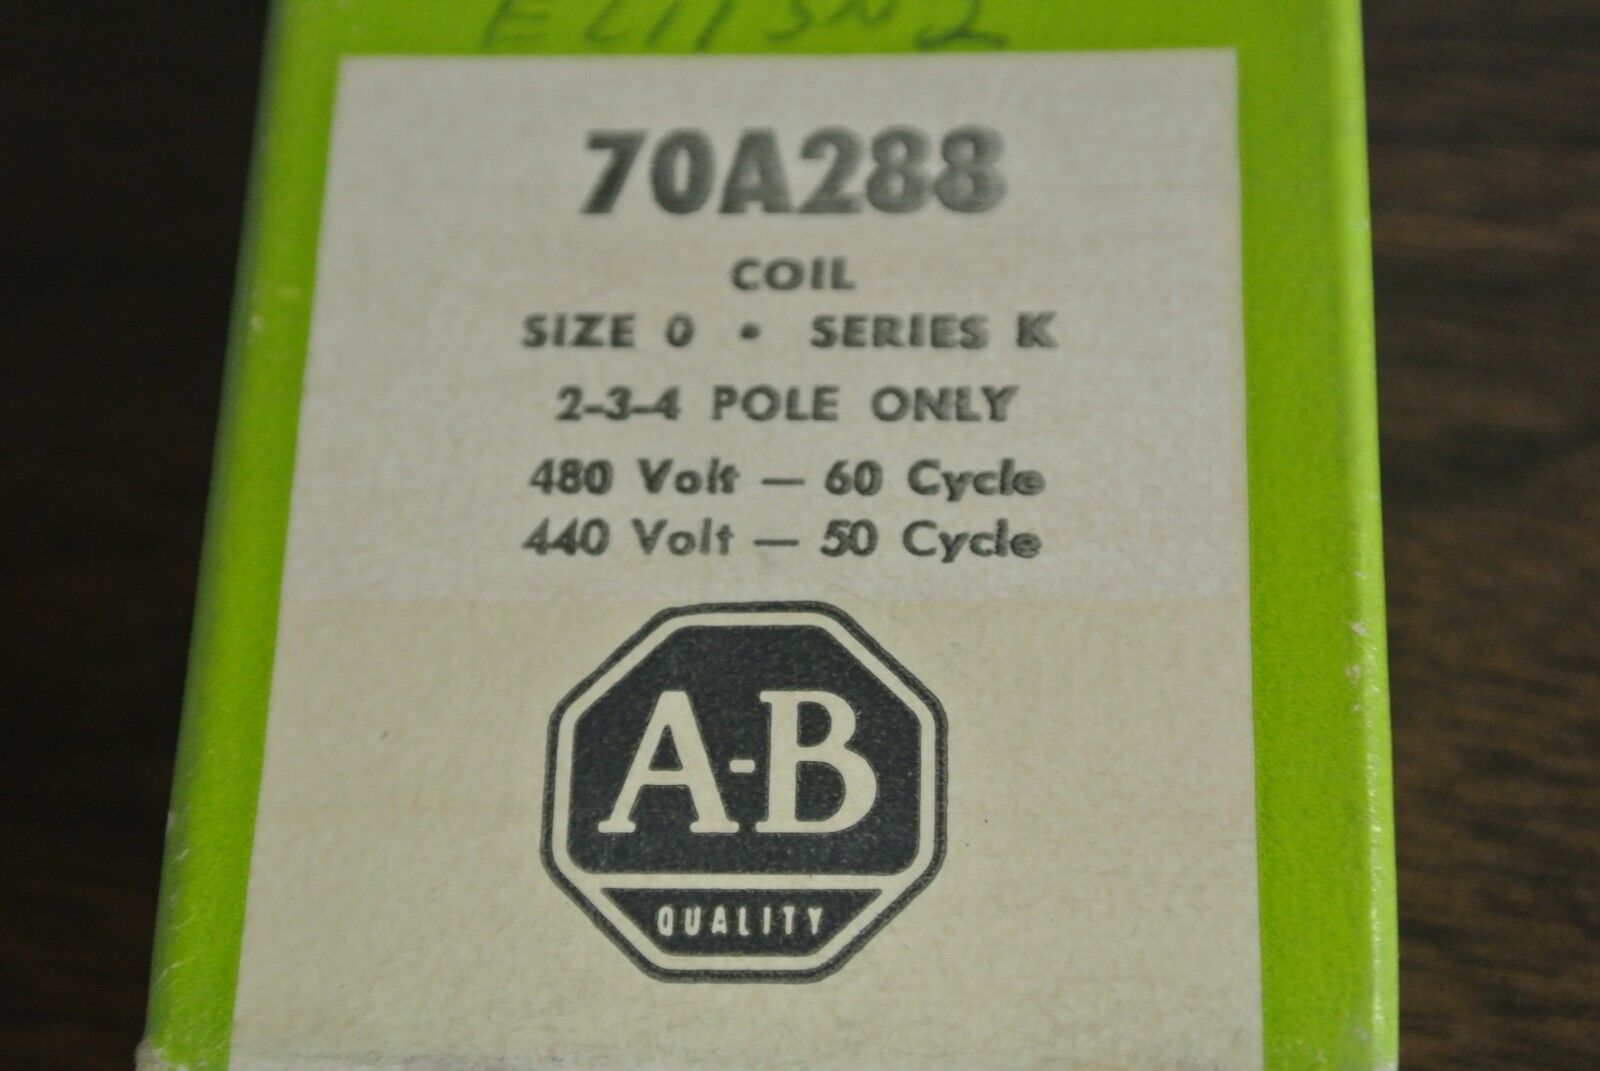 70A288
COIL
SIZE 0 • SERIES K
2-3-4 POLE ONLY
480 Volt — 60 Cycle
440 Volt — 50 Cycle
A-B
QUALITY